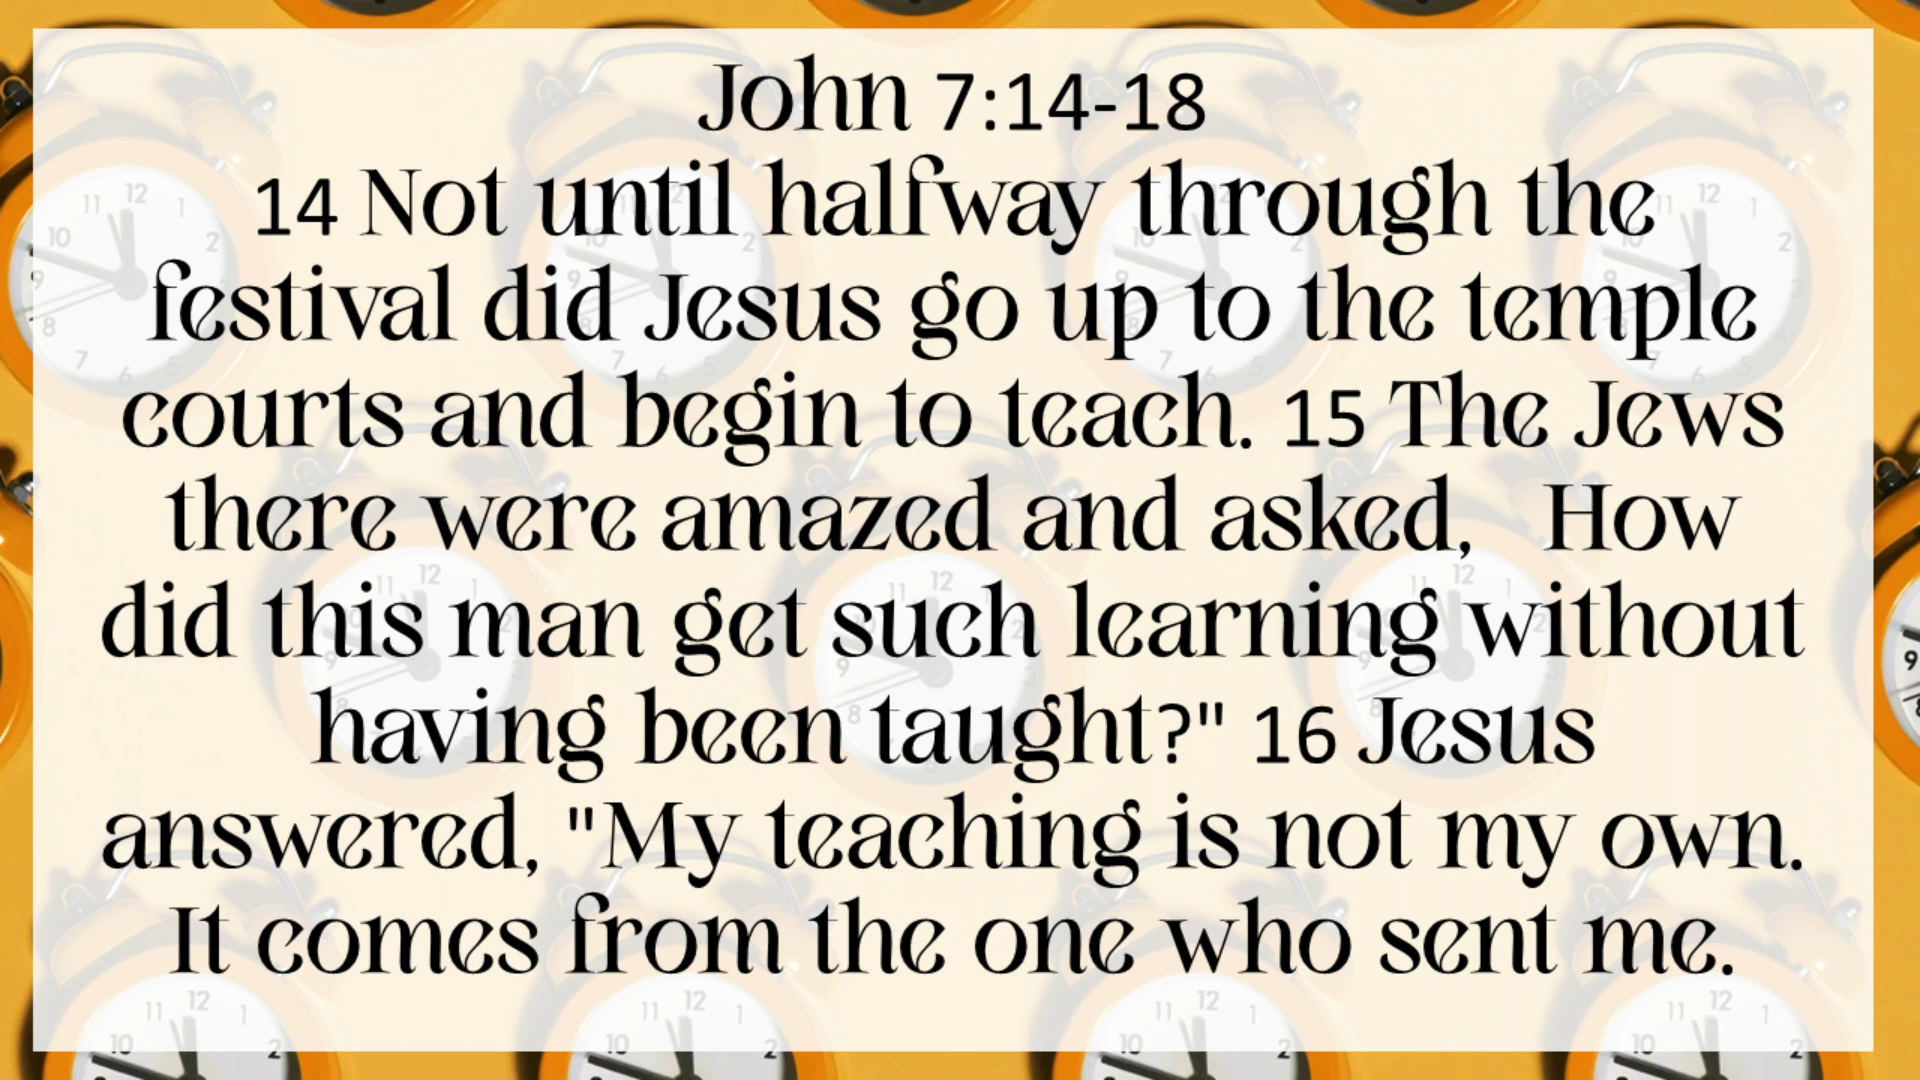 John 7:14-18
14 Not until halfway through the
festival did Jesus go up to the temple
courts and begin to teach. 15 The Jews
there were amazed and asked, How
did this man get such learning without
having been taught?" 16 Jesus
answered, "My teaching is not my own.
It comes from the one who sent me.